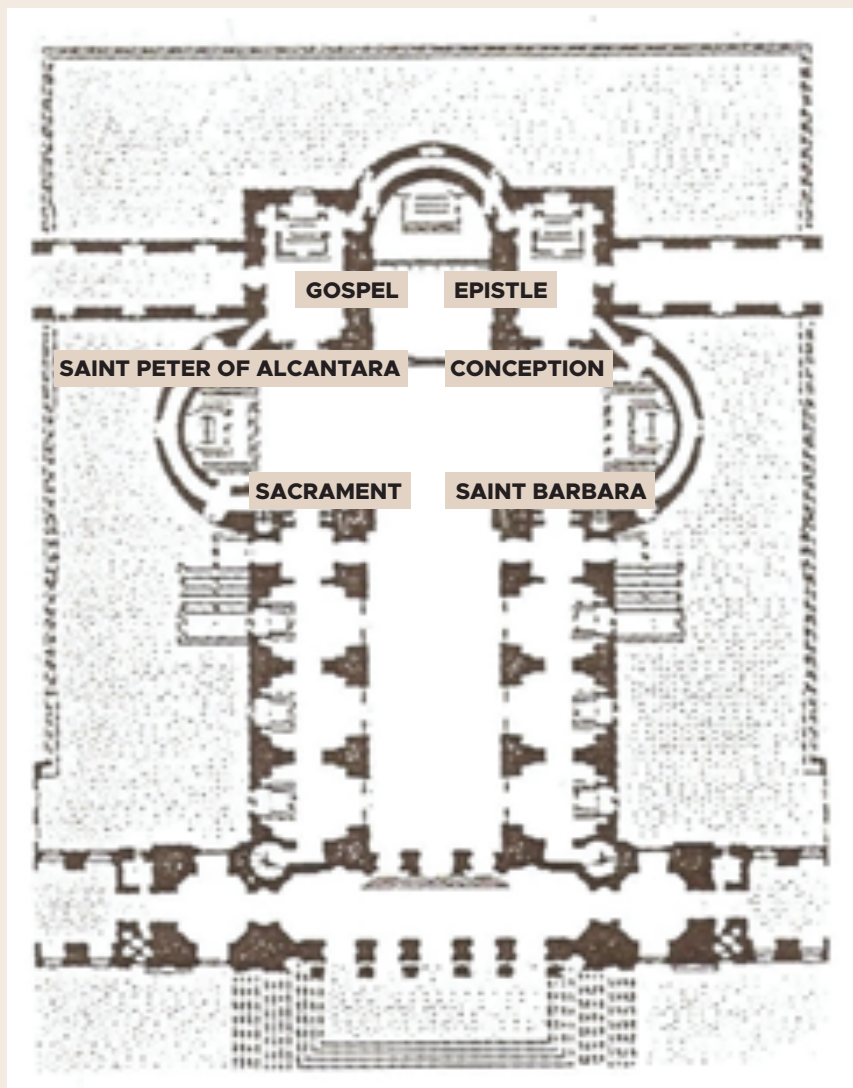 GOSPEL
EPISTLE
SAINT PETER OF ALCANTARA
CONCEPTION
SACRAMENT
SAINT BARBARA